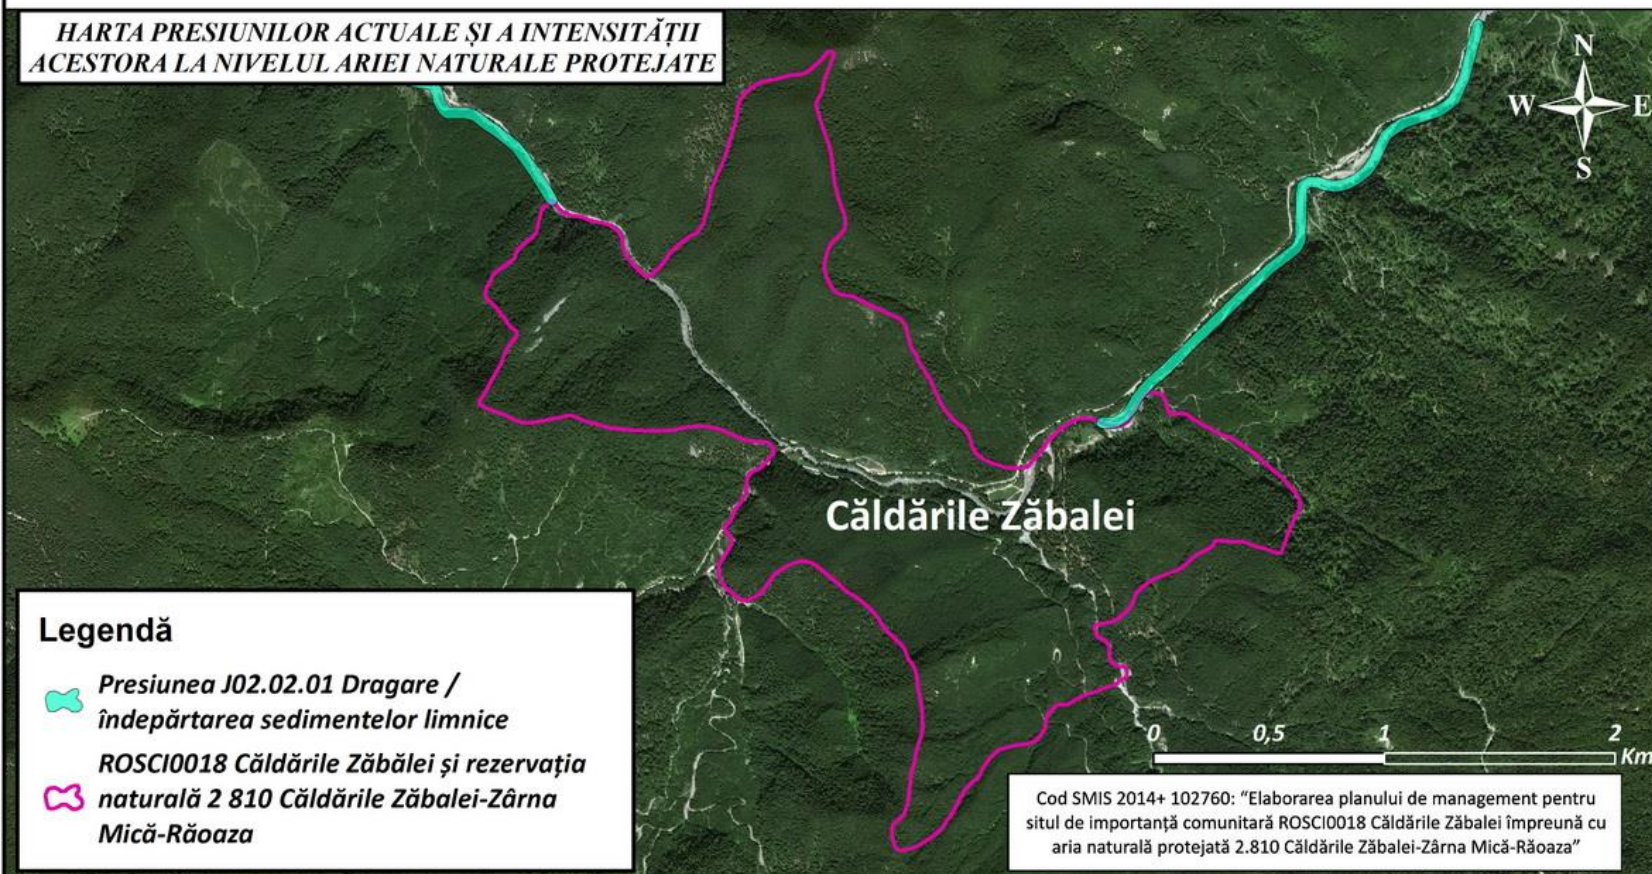 HARTA PRESIUNILOR ACTUALE ȘI A INTENSITĂȚII
ACESTORA LA NIVELUL ARIEI NATURALE PROTEJATE
N
W E
S
Căldările Zăbalei
Legendă
Presiunea J02.02.01 Dragare /
îndepărtarea sedimentelor limnice
ROSCI0018 Căldările Zăbălei și rezervația
naturală 2 810 Căldările Zăbalei-Zârna
Mică-Răoaza
0 0,5 1 2
Km
Cod SMIS 2014+ 102760: “Elaborarea planului de management pentru
situl de importanță comunitară ROSCI0018 Căldările Zăbalei împreună cu
aria naturală protejată 2.810 Căldările Zăbalei-Zârna Mică-Răoaza”